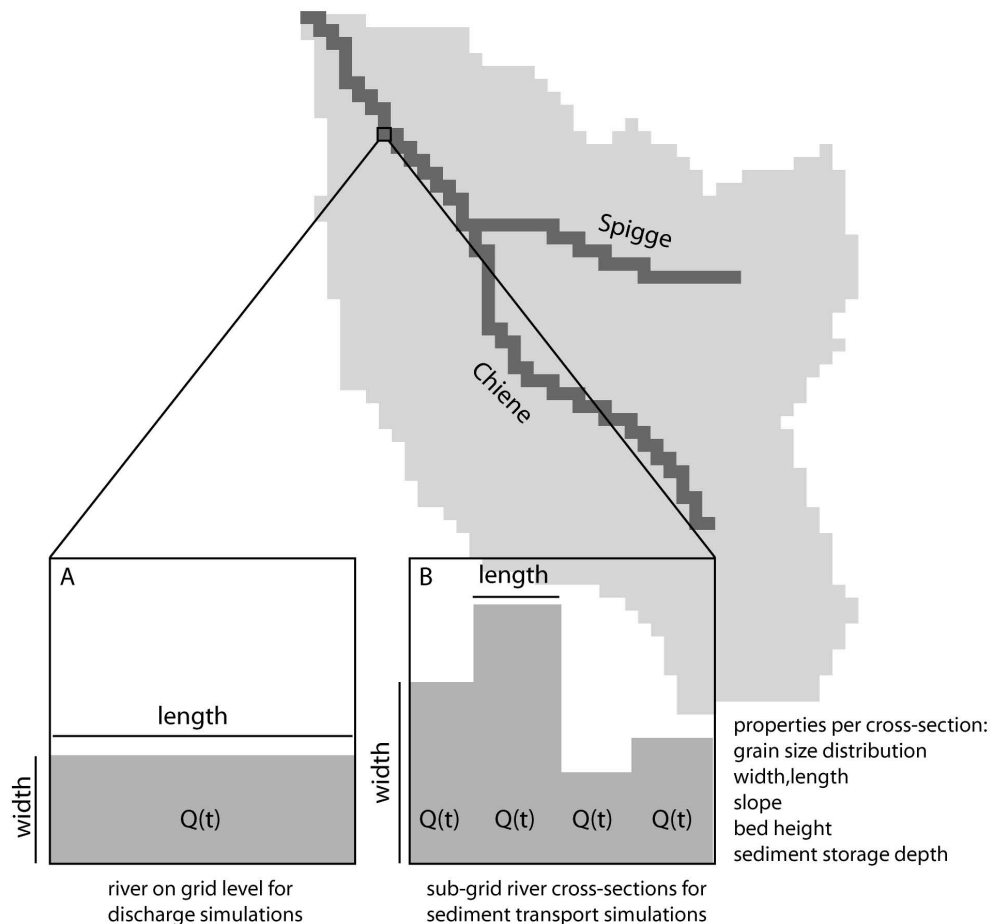 Spigge
Chiene
A
length
width
Q(t)
river on grid level for
discharge simulations
B
length
width
Q(t) Q(t) Q(t) Q(t)
sub-grid river cross-sections for
sediment transport simulations
properties per cross-section:
grain size distribution
width,length
slope
bed height
sediment storage depth